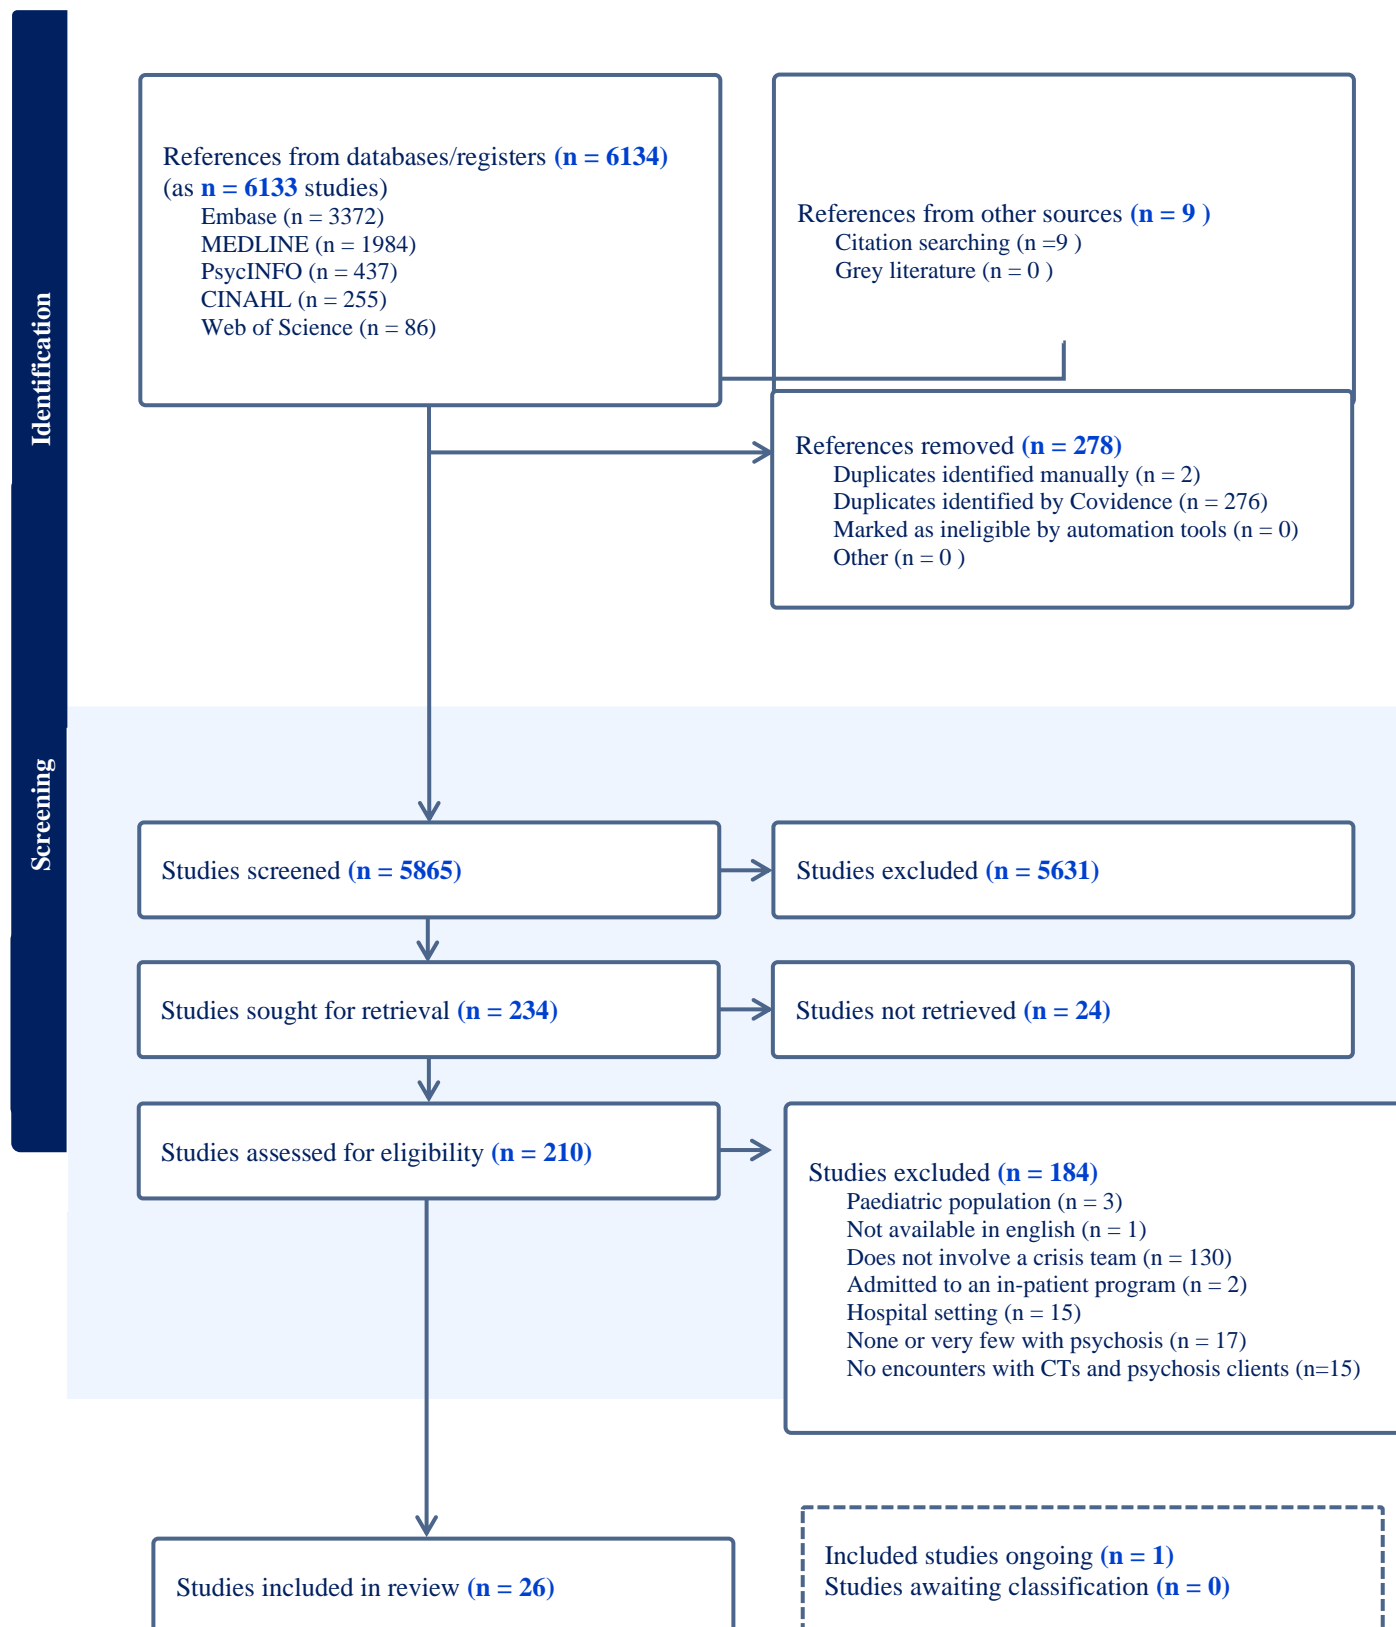 Identification
References from databases/registers (n = 6134)
(as n = 6133 studies)
Embase (n = 3372)
MEDLINE (n = 1984)
PsycINFO (n = 437)
CINAHL (n = 255)
Web of Science (n = 86)
References from other sources (n = 9 )
Citation searching (n =9 )
Grey literature (n = 0 )
References removed (n = 278)
Duplicates identified manually (n = 2)
Duplicates identified by Covidence (n = 276)
Marked as ineligible by automation tools (n = 0)
Other (n = 0 )
Screening
Studies screened (n = 5865)
Studies excluded (n = 5631)
Studies sought for retrieval (n = 234)
Studies not retrieved (n = 24)
Studies assessed for eligibility (n = 210)
Studies excluded (n = 184)
Paediatric population (n = 3)
Not available in english (n = 1)
Does not involve a crisis team (n = 130)
Admitted to an in-patient program (n = 2)
Hospital setting (n = 15)
None or very few with psychosis (n = 17)
No encounters with CTs and psychosis clients (n=15)
Studies included in review (n = 26)
Included studies ongoing (n = 1)
Studies awaiting classification (n = 0)